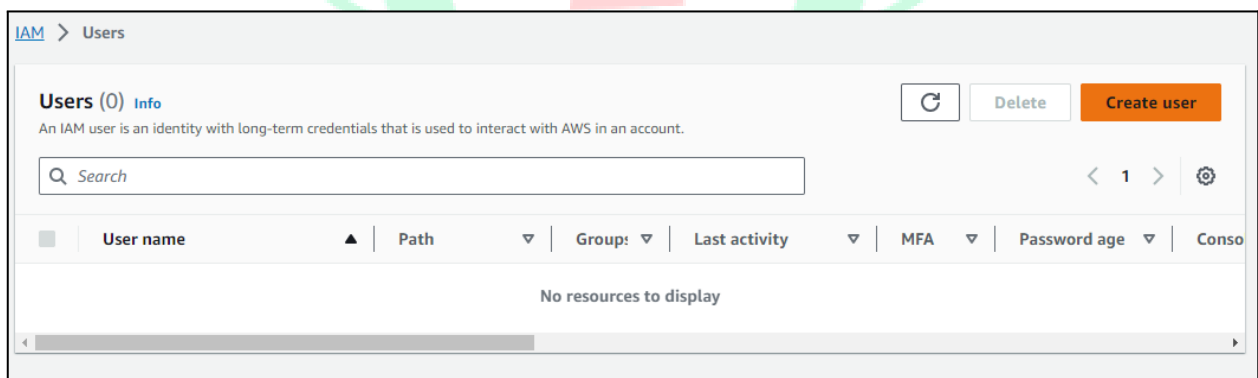 IAM > Users
Users (0) Info
Delete
Create user
An IAM user is an identity with long-term credentials that is used to interact with AWS in an account.
Search
1
User name Path Group: Last activity MFA Password age Conso
No resources to display